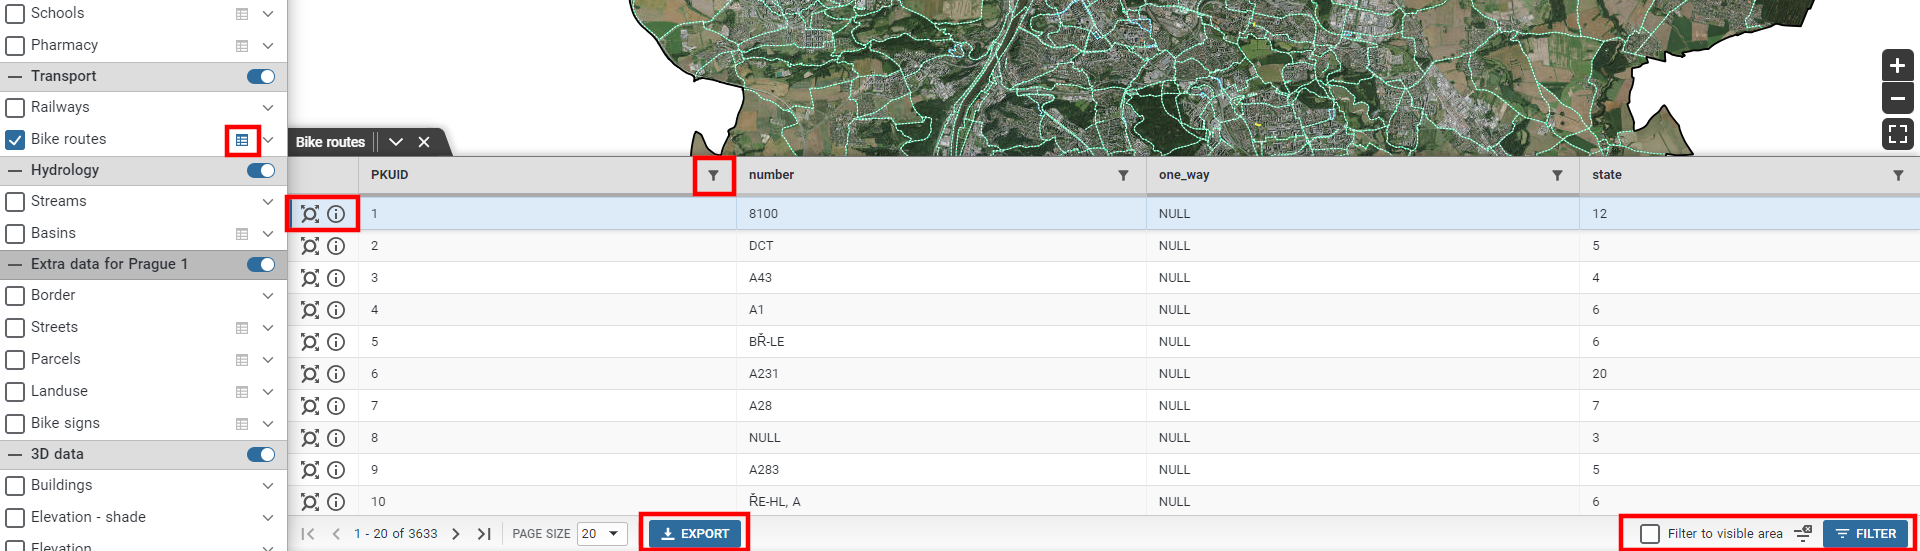 Schools
Pharmacy
Transport
Railways
Bike routes
Hydrology
Streams
Basins
Extra data for Prague 1
Border
Streets
Parcels
Landuse
Bike signs
3D data
Buildings
Elevation - shade
Elevation
Bike routes
PKUID number one_way state
1 8100 NULL 12
2 DCT NULL 5
3 A43 NULL 4
4 A1 NULL 6
5 BŘ-LE NULL 6
6 A231 NULL 20
7 A28 NULL 7
8 NULL NULL 3
9 A283 NULL 5
10 ŘE-HL, A NULL 6
1 - 20 of 3633 PAGE SIZE 20 EXPORT Filter to visible area FILTER